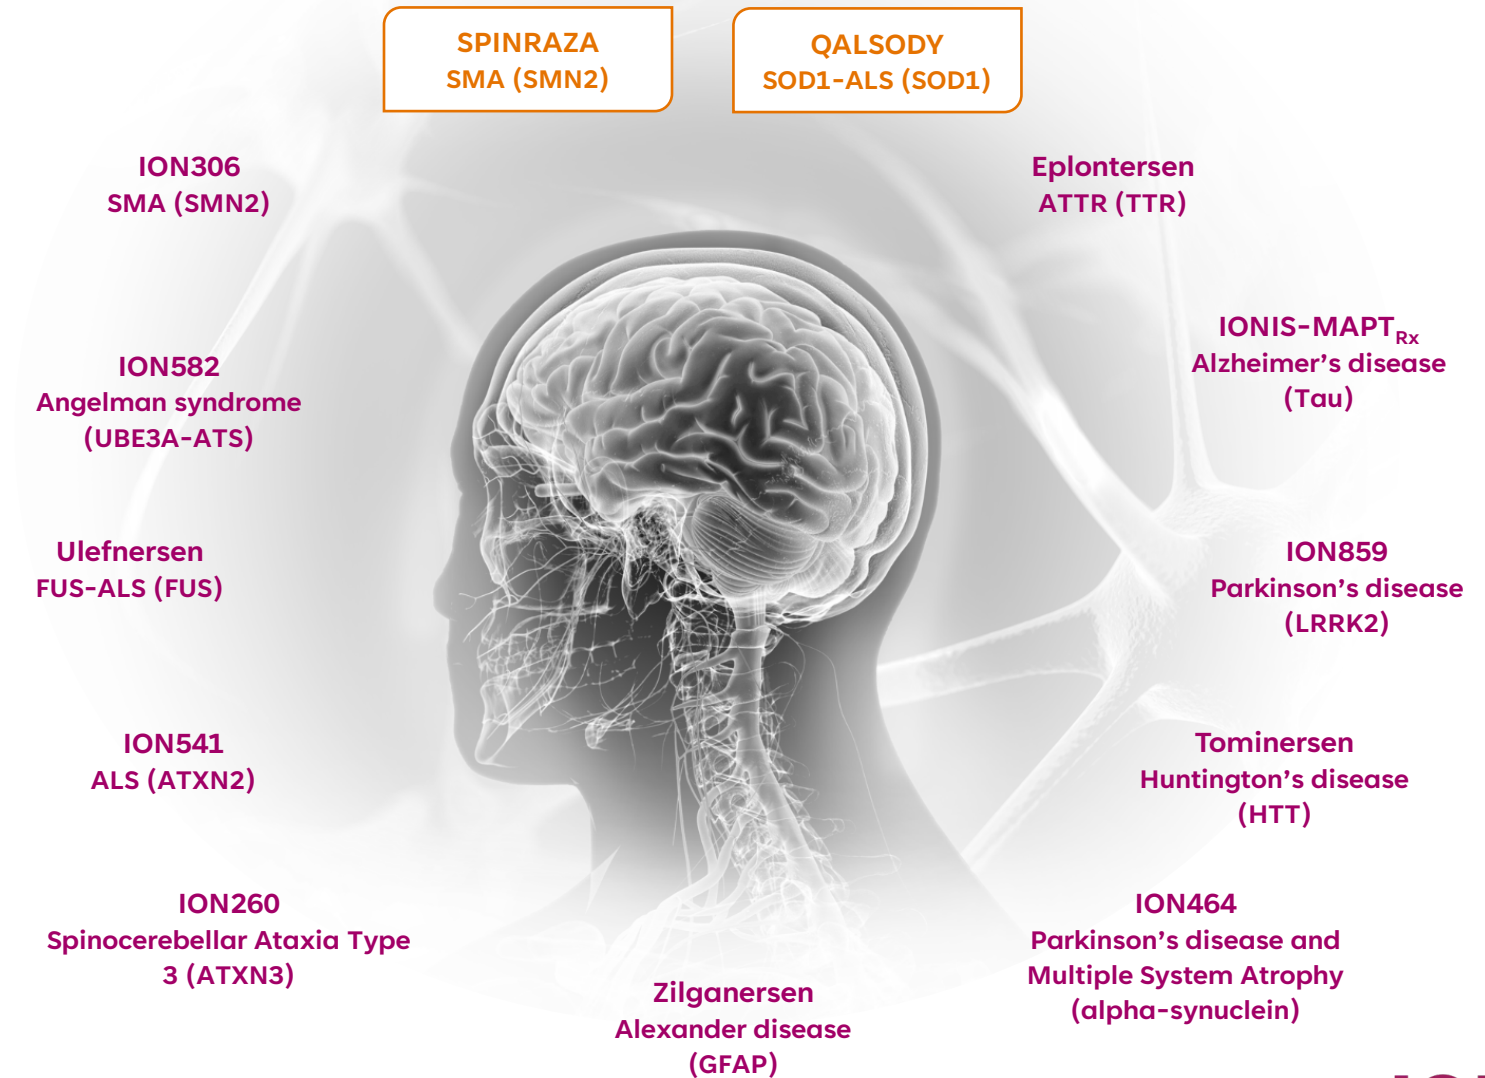 SPINRAZA
SMA (SMN2)
QALSODY
SOD1-ALS (SOD1)
ION306
SMA (SMN2)
Eplontersen
ATTR (TTR)
IONIS-MAPTRx
Alzheimer's disease
(Tau)
ION582
Angelman syndrome
(UBE3A-ATS)
Ulefnersen
FUS-ALS (FUS)
ION859
Parkinson's disease
(LRRK2)
ION541
ALS (ATXN2)
Tominersen
Huntington's disease
(HTT)
ION260
Spinocerebellar Ataxia Type
3 (ATXN3)
ION464
Parkinson's disease and
Multiple System Atrophy
(alpha-synuclein)
Zilganersen
Alexander disease
(GFAP)